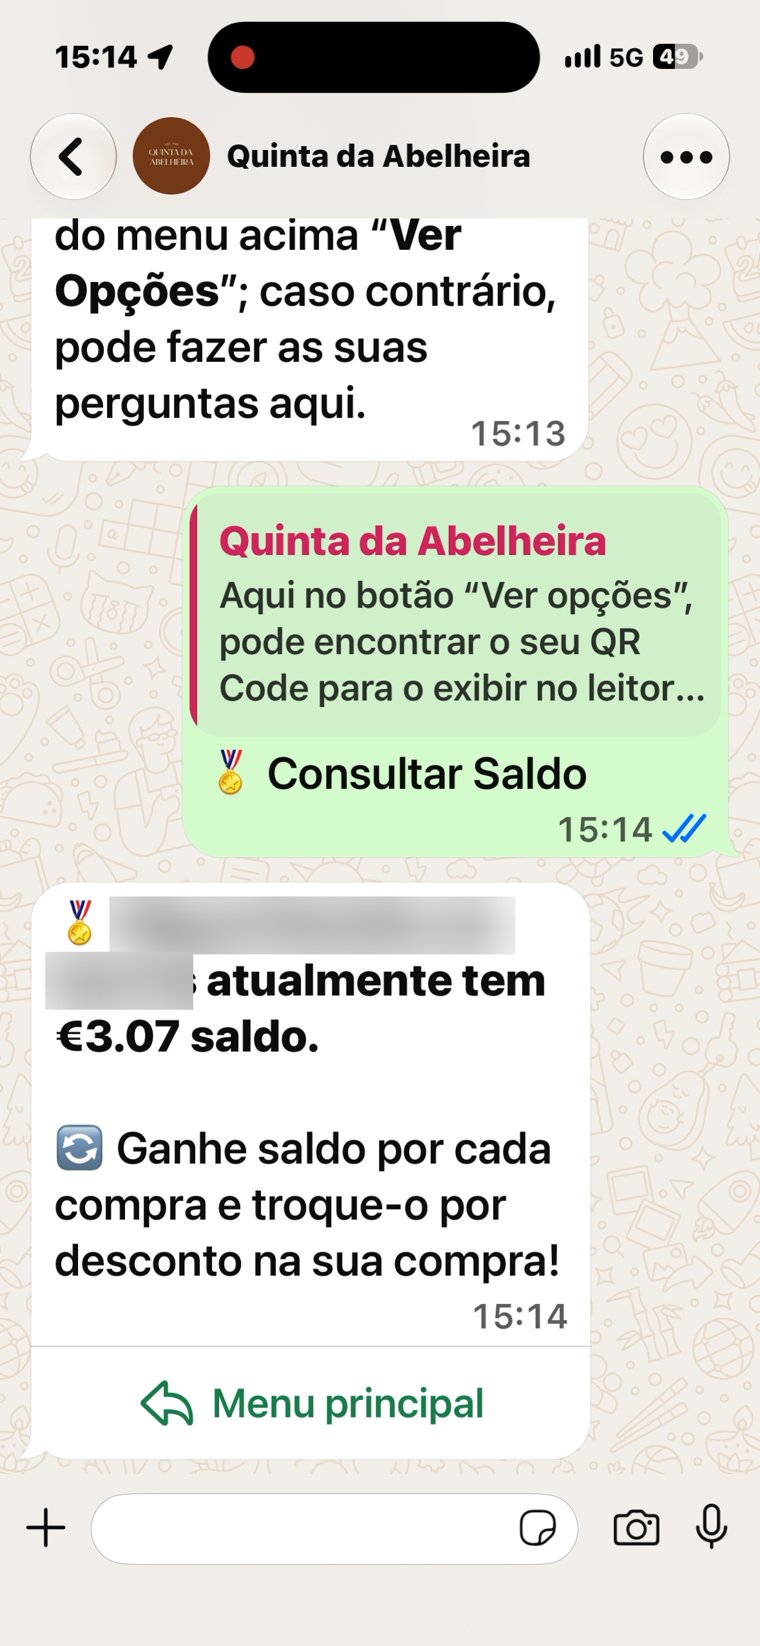 15:14
5G 49
QUINTA DA
ABELHEIRA
Quinta da Abelheira
do menu acima “Ver
Opções”; caso contrário,
pode fazer as suas
perguntas aqui.
15:13
Quinta da Abelheira
Aqui no botão “Ver opções”,
pode encontrar o seu QR
Code para o exibir no leitor...
🏅 Consultar Saldo
15:14
🏅
atualmente tem
€3.07 saldo.
🔄 Ganhe saldo por cada
compra e troque-o por
desconto na sua compra!
15:14
Menu principal